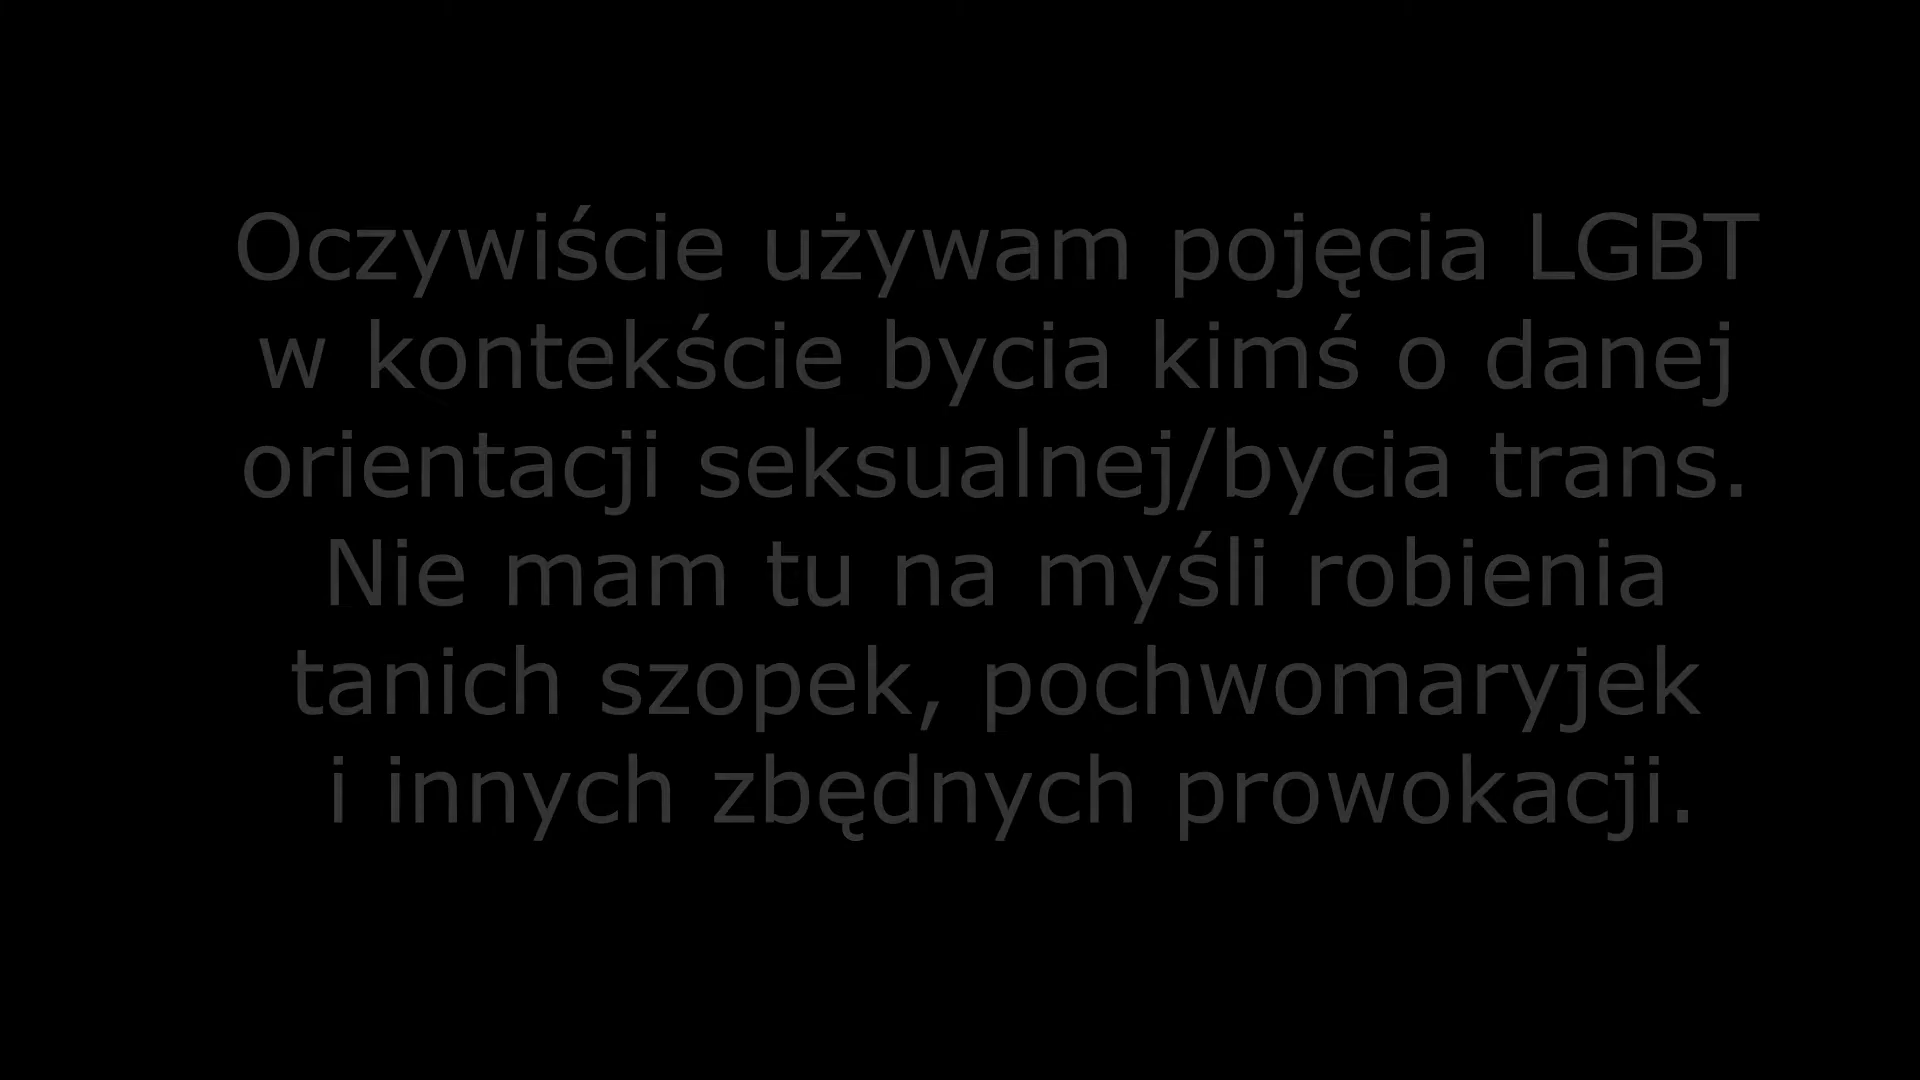 Oczywiście używam pojęcia LGBT
w kontekście bycia kimś o danej
orientacji seksualnej/bycia trans.
Nie mam tu na myśli robienia
tanich szopek, pochwomaryjek
i innych zbędnych prowokacji.